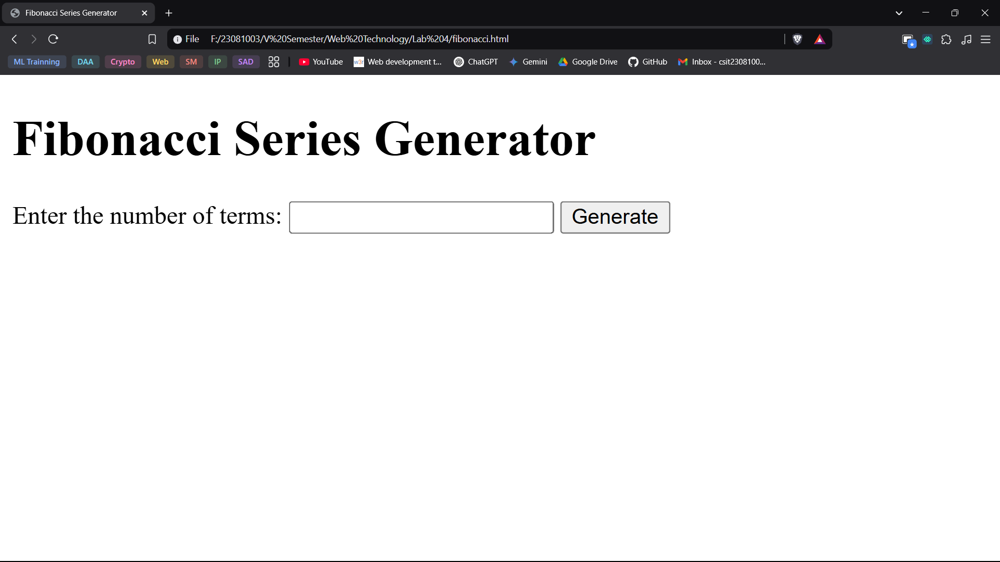 Fibonacci Series Generator
File F:/23081003/V%20Semester/Web%20Technology/Lab%204/fibonacci.html
ML Trainning DAA Crypto Web SM IP SAD YouTube w3r Web development t... ChatGPT Gemini Google Drive GitHub Inbox - csit2308100...
Fibonacci Series Generator
Enter the number of terms: Generate